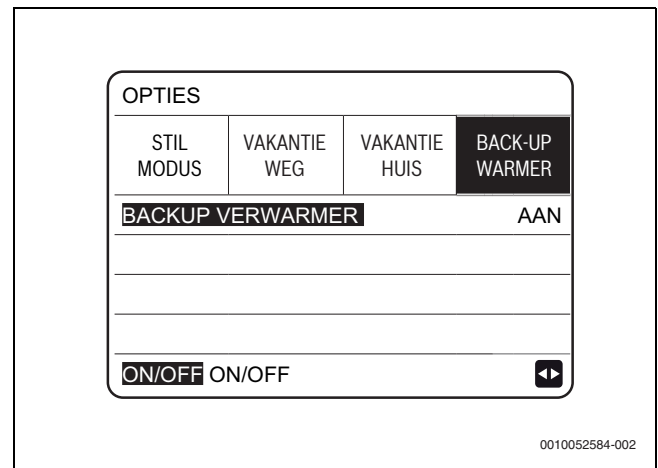 OPTIES
STIL MODUS
VAKANTIE WEG
VAKANTIE HUIS
BACK-UP WARMER
BACKUP VERWARMER AAN
ON/OFF ON/OFF
0010052584-002